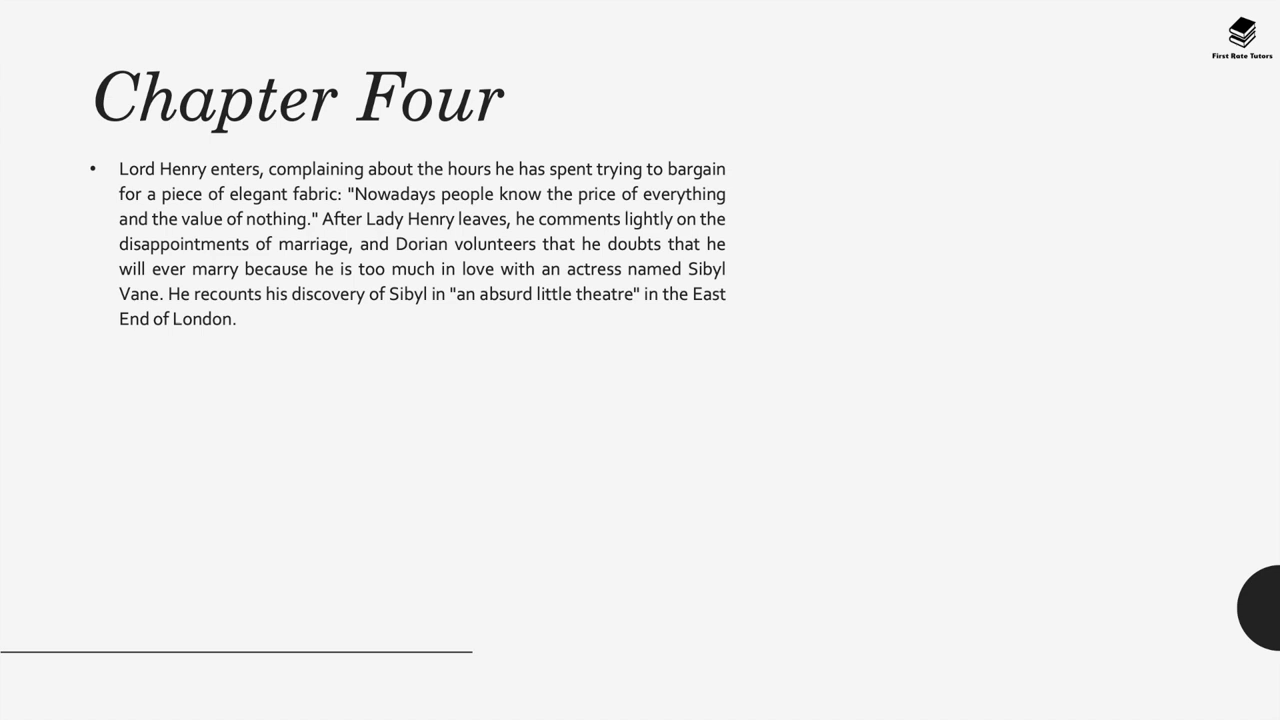 First Rate Tutors
Chapter Four
• Lord Henry enters, complaining about the hours he has spent trying to bargain
for a piece of elegant fabric: "Nowadays people know the price of everything
and the value of nothing." After Lady Henry leaves, he comments lightly on the
disappointments of marriage, and Dorian volunteers that he doubts that he
will ever marry because he is too much in love with an actress named Sibyl
Vane. He recounts his discovery of Sibyl in "an absurd little theatre" in the East
End of London.